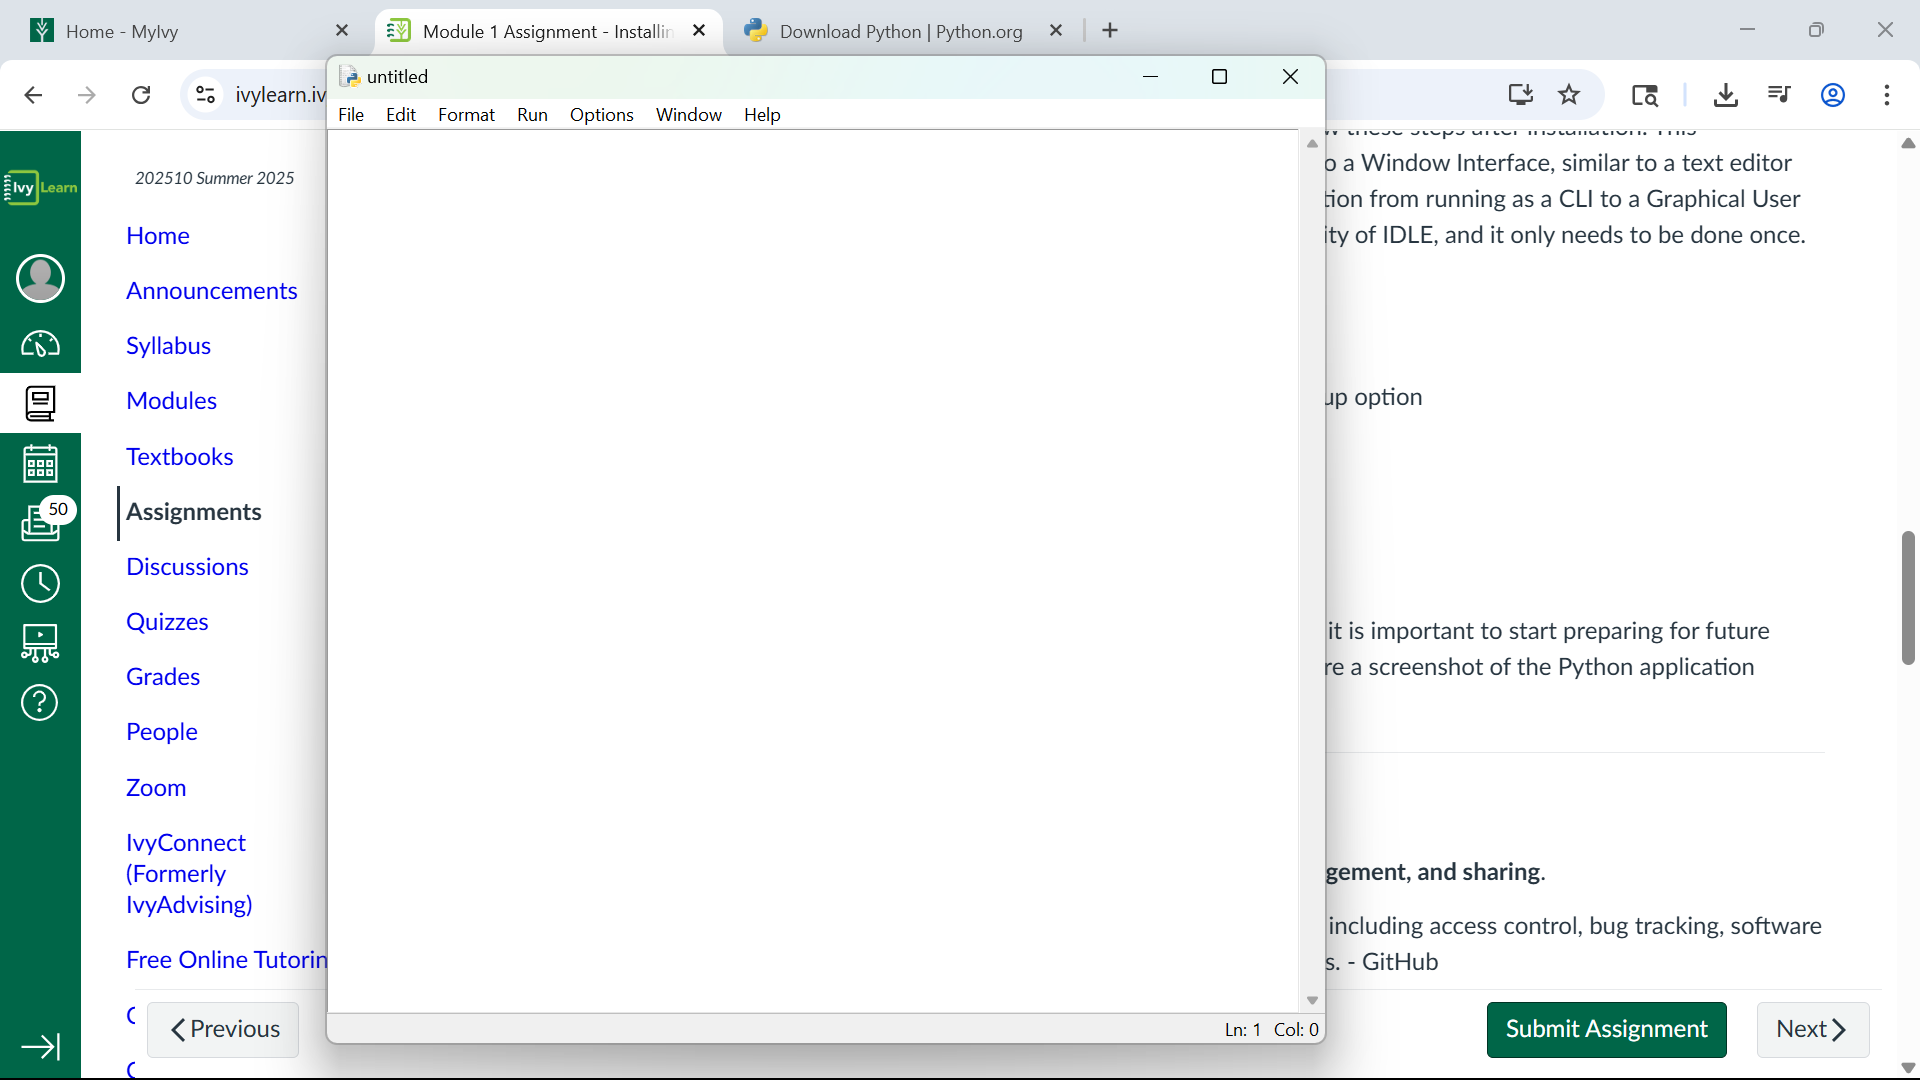 Home - MyIvy
Module 1 Assignment - Installin
Download Python | Python.org
ivylearn.iv
untitled
File Edit Format Run Options Window Help
Ivy Learn
50
202510 Summer 2025
Home
Announcements
Syllabus
Modules
Textbooks
Assignments
Discussions
Quizzes
Grades
People
Zoom
IvyConnect
(Formerly
IvyAdvising)
Free Online Tutorin
w these steps after installation. This
o a Window Interface, similar to a text editor
tion from running as a CLI to a Graphical User
ity of IDLE, and it only needs to be done once.
up option
it is important to start preparing for future
re a screenshot of the Python application
gement, and sharing.
including access control, bug tracking, software
s. - GitHub
Ln: 1 Col: 0
Previous
Submit Assignment
Next